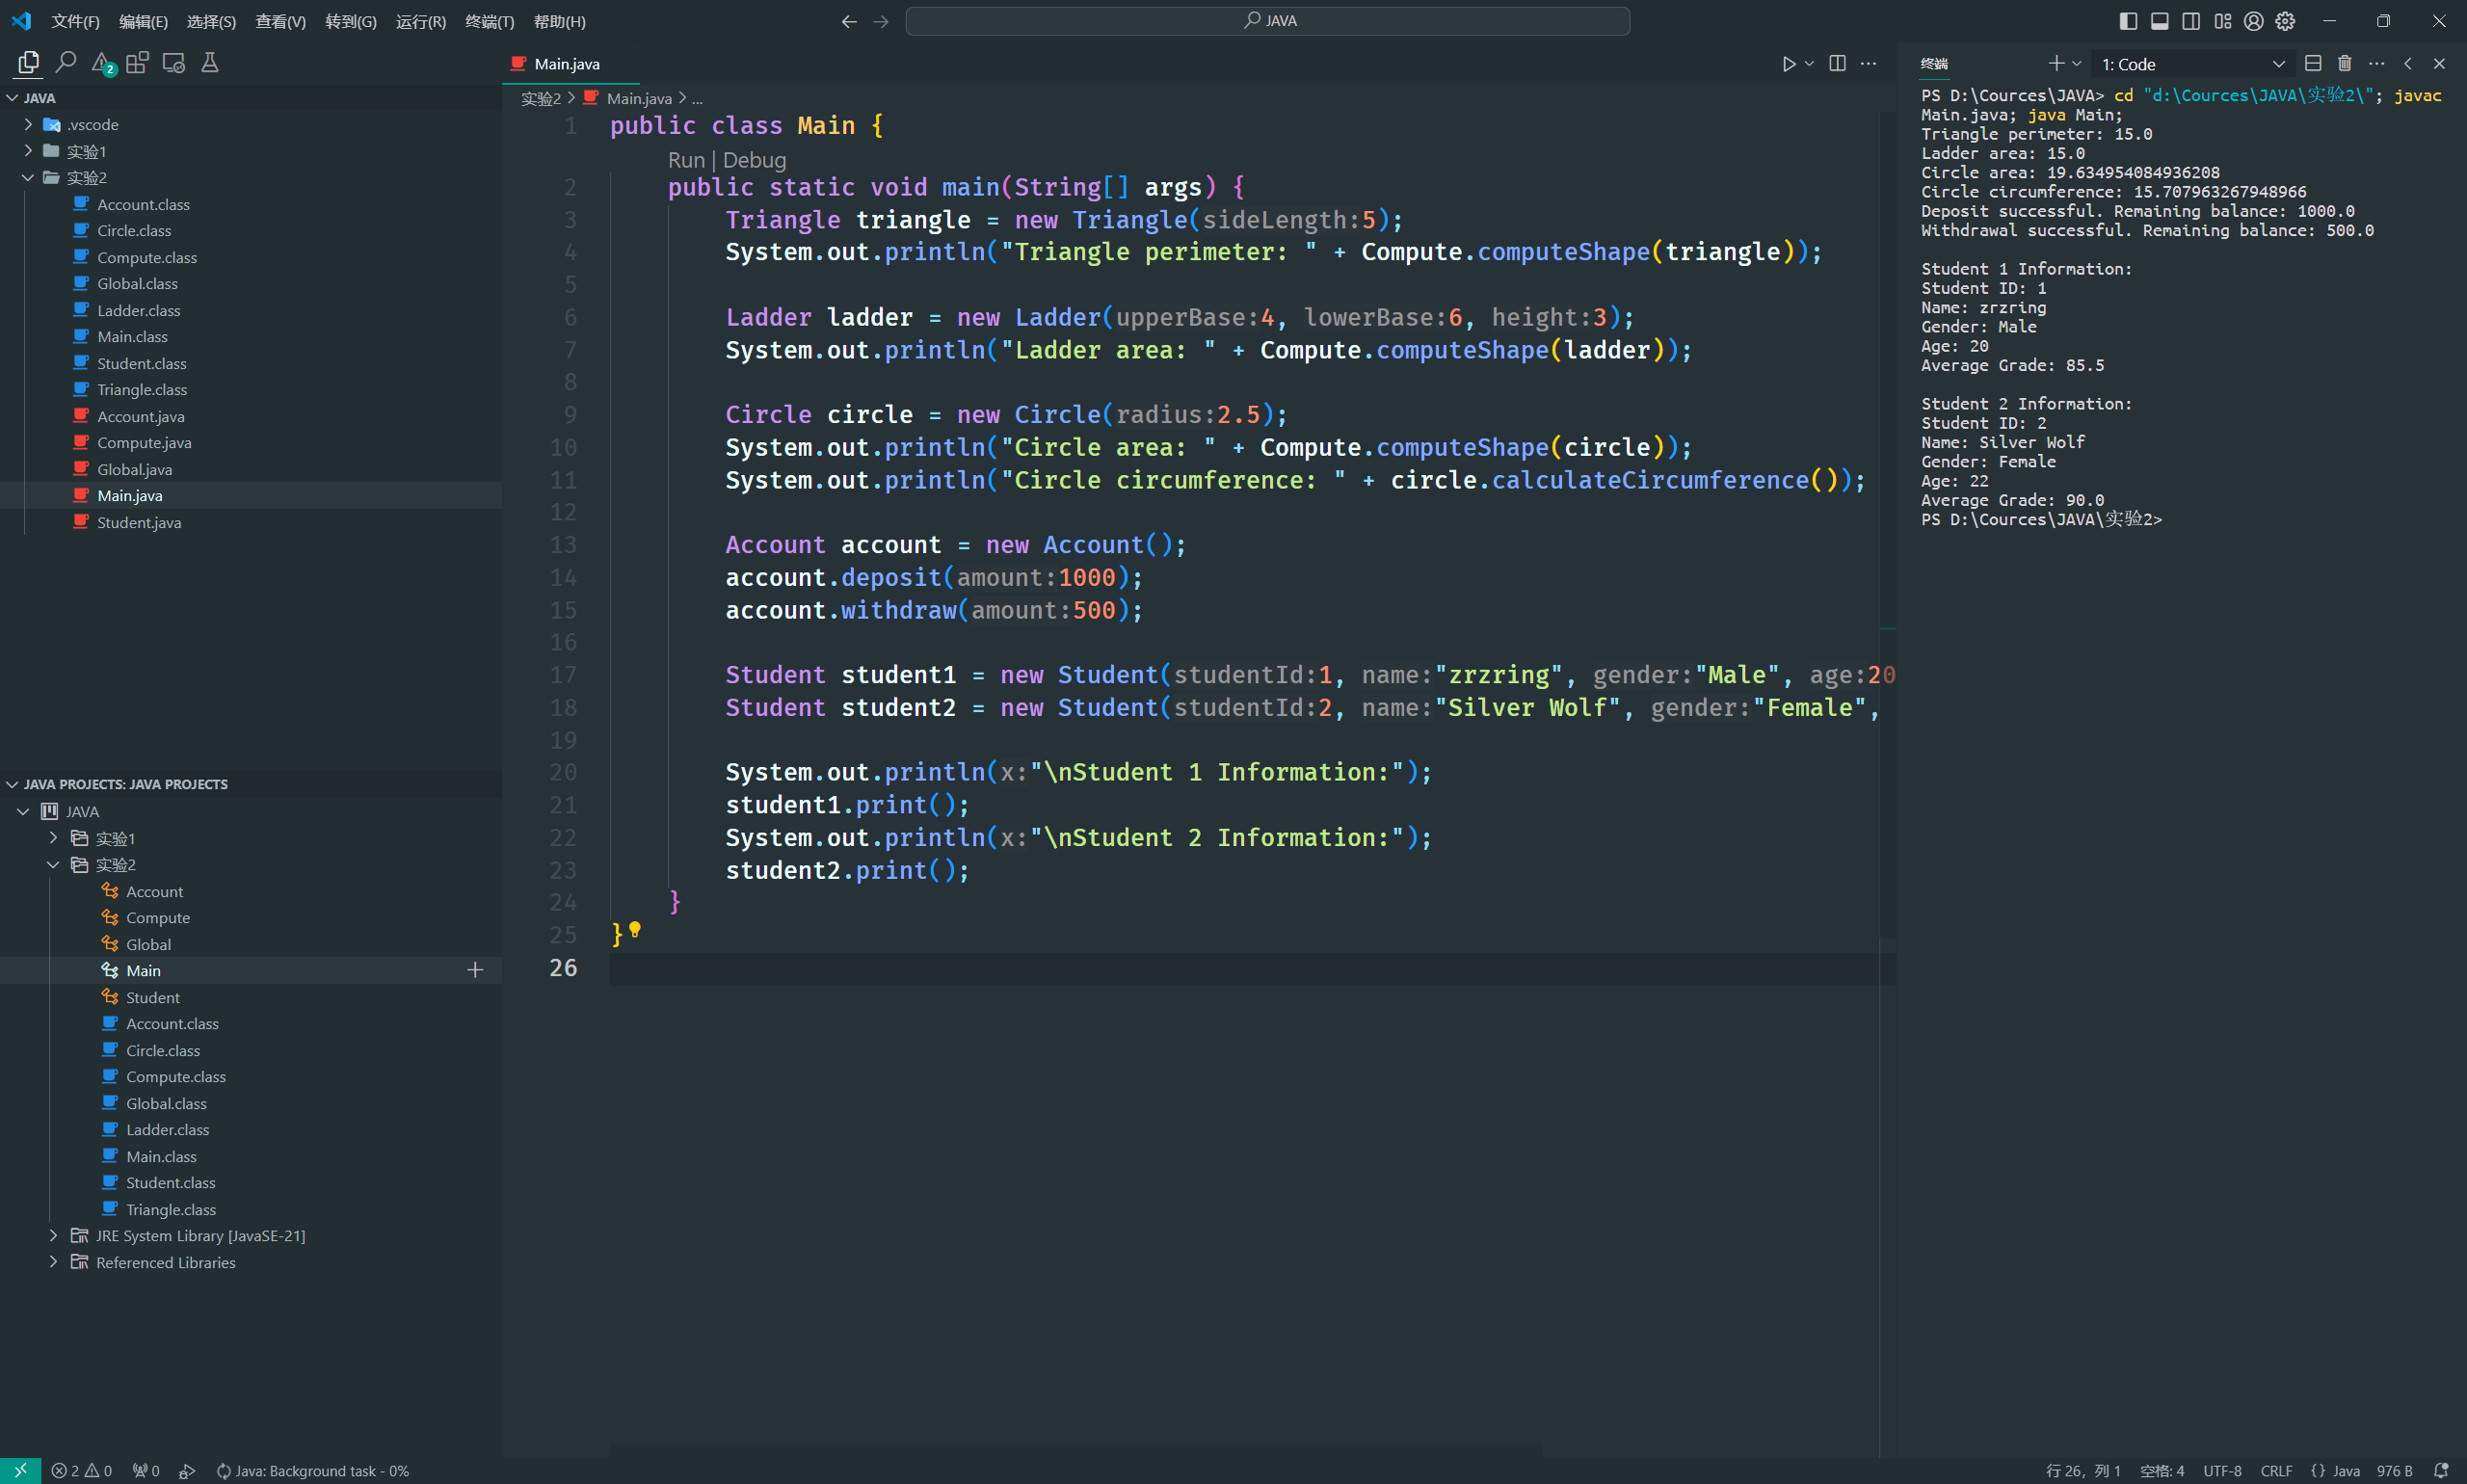 文件(F) 编辑(E) 选择(S) 查看(V) 转到(G) 运行(R) 终端(T) 帮助(H)
JAVA
2
JAVA
.vscode
实验1
实验2
Account.class
Circle.class
Compute.class
Global.class
Ladder.class
Main.class
Student.class
Triangle.class
Account.java
Compute.java
Global.java
Main.java
Student.java
JAVA PROJECTS: JAVA PROJECTS
JAVA
实验1
实验2
Account
Compute
Global
Main
Student
Account.class
Circle.class
Compute.class
Global.class
Ladder.class
Main.class
Student.class
Triangle.class
JRE System Library [JavaSE-21]
Referenced Libraries
Main.java
实验2 > Main.java > ...
1 public class Main {
Run | Debug
2 public static void main(String[] args) {
3 Triangle triangle = new Triangle(sideLength:5);
4 System.out.println("Triangle perimeter: " + Compute.computeShape(triangle));
5
6 Ladder ladder = new Ladder(upperBase:4, lowerBase:6, height:3);
7 System.out.println("Ladder area: " + Compute.computeShape(ladder));
8
9 Circle circle = new Circle(radius:2.5);
10 System.out.println("Circle area: " + Compute.computeShape(circle));
11 System.out.println("Circle circumference: " + circle.calculateCircumference());
12
13 Account account = new Account();
14 account.deposit(amount:1000);
15 account.withdraw(amount:500);
16
17 Student student1 = new Student(studentId:1, name:"zrzring", gender:"Male", age:20
18 Student student2 = new Student(studentId:2, name:"Silver Wolf", gender:"Female",
19
20 System.out.println(x:"\nStudent 1 Information:");
21 student1.print();
22 System.out.println(x:"\nStudent 2 Information:");
23 student2.print();
24 }
25 }
26
终端
1: Code
PS D:\Cources\JAVA> cd "d:\Cources\JAVA\实验2\"; javac
Main.java; java Main;
Triangle perimeter: 15.0
Ladder area: 15.0
Circle area: 19.634954084936208
Circle circumference: 15.707963267948966
Deposit successful. Remaining balance: 1000.0
Withdrawal successful. Remaining balance: 500.0
Student 1 Information:
Student ID: 1
Name: zrzring
Gender: Male
Age: 20
Average Grade: 85.5
Student 2 Information:
Student ID: 2
Name: Silver Wolf
Gender: Female
Age: 22
Average Grade: 90.0
PS D:\Cources\JAVA\实验2>
2 0 0 Java: Background task - 0%
行 26，列 1 空格: 4 UTF-8 CRLF {} Java 976 B